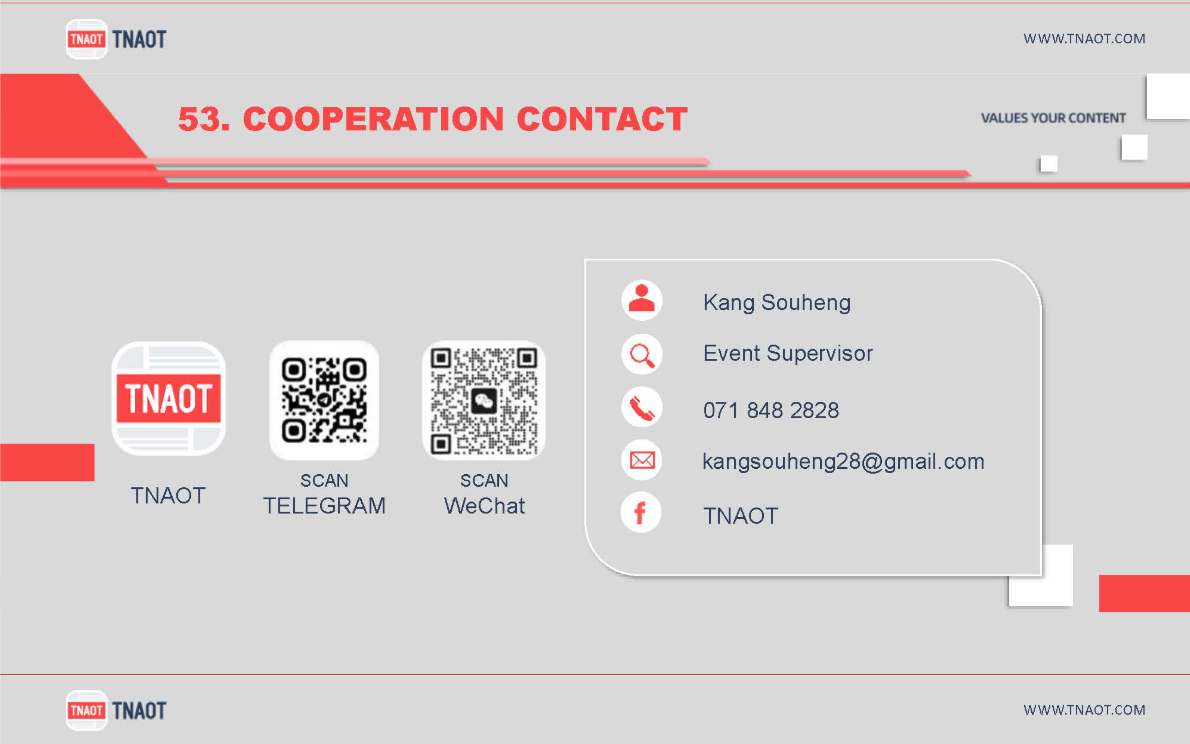 TNAOT TNAOT
WWW.TNAOT.COM
53. COOPERATION CONTACT
VALUES YOUR CONTENT
TNAOT
TNAOT
SCAN
TELEGRAM
SCAN
WeChat
Kang Souheng
Event Supervisor
071 848 2828
kangsouheng28@gmail.com
f TNAOT
TNAOT TNAOT
WWW.TNAOT.COM